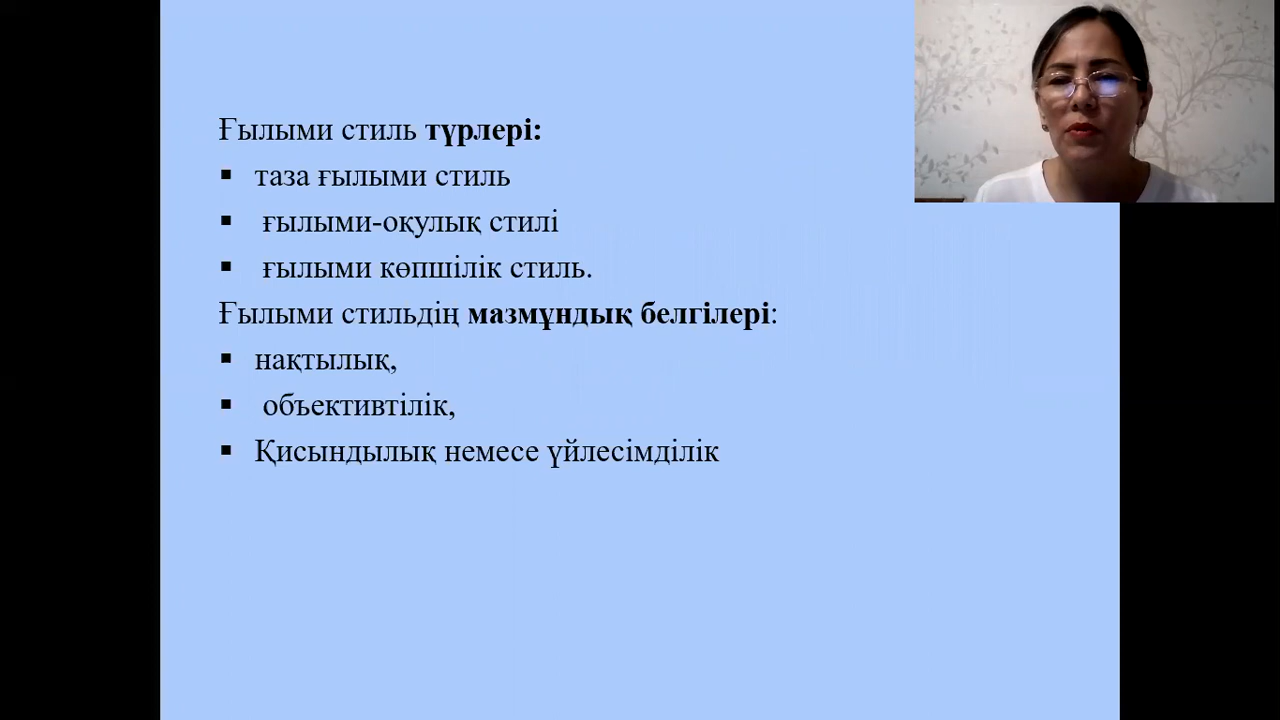 Ғылыми стиль түрлері:
▪ таза ғылыми стиль
▪ ғылыми-оқулық стилі
▪ ғылыми көпшілік стиль.
Ғылыми стильдің мазмұндық белгілері:
▪ нақтылық,
▪ объективтілік,
▪ Қисындылық немесе үйлесімділік